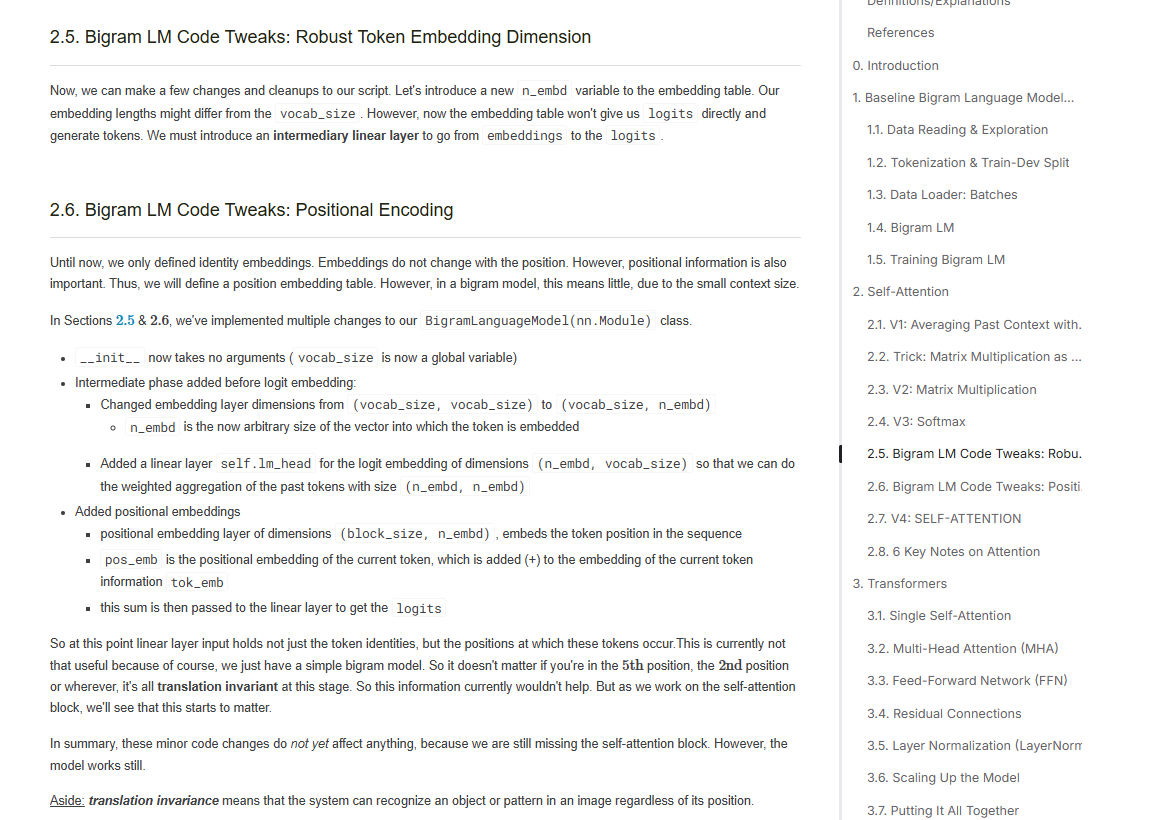 2.5. Bigram LM Code Tweaks: Robust Token Embedding Dimension
Now, we can make a few changes and cleanups to our script. Let's introduce a new n_embd variable to the embedding table. Our
embedding lengths might differ from the vocab_size . However, now the embedding table won't give us logits directly and
generate tokens. We must introduce an intermediary linear layer to go from embeddings to the logits .
2.6. Bigram LM Code Tweaks: Positional Encoding
Until now, we only defined identity embeddings. Embeddings do not change with the position. However, positional information is also
important. Thus, we will define a position embedding table. However, in a bigram model, this means little, due to the small context size.
In Sections 2.5 & 2.6, we've implemented multiple changes to our BigramLanguageModel(nn.Module) class.
• __init__ now takes no arguments ( vocab_size is now a global variable)
• Intermediate phase added before logit embedding:
▪ Changed embedding layer dimensions from (vocab_size, vocab_size) to (vocab_size, n_embd)
◦ n_embd is the now arbitrary size of the vector into which the token is embedded
▪ Added a linear layer self.lm_head for the logit embedding of dimensions (n_embd, vocab_size) so that we can do
the weighted aggregation of the past tokens with size (n_embd, n_embd)
• Added positional embeddings
▪ positional embedding layer of dimensions (block_size, n_embd) , embeds the token position in the sequence
▪ pos_emb is the positional embedding of the current token, which is added (+) to the embedding of the current token
information tok_emb
▪ this sum is then passed to the linear layer to get the logits
So at this point linear layer input holds not just the token identities, but the positions at which these tokens occur.This is currently not
that useful because of course, we just have a simple bigram model. So it doesn't matter if you're in the 5th position, the 2nd position
or wherever, it's all translation invariant at this stage. So this information currently wouldn't help. But as we work on the self-attention
block, we'll see that this starts to matter.
In summary, these minor code changes do not yet affect anything, because we are still missing the self-attention block. However, the
model works still.
Aside: translation invariance means that the system can recognize an object or pattern in an image regardless of its position.
Definitions/Explanations
References
0. Introduction
1. Baseline Bigram Language Model...
1.1. Data Reading & Exploration
1.2. Tokenization & Train-Dev Split
1.3. Data Loader: Batches
1.4. Bigram LM
1.5. Training Bigram LM
2. Self-Attention
2.1. V1: Averaging Past Context with.
2.2. Trick: Matrix Multiplication as ...
2.3. V2: Matrix Multiplication
2.4. V3: Softmax
2.5. Bigram LM Code Tweaks: Robu.
2.6. Bigram LM Code Tweaks: Positi.
2.7. V4: SELF-ATTENTION
2.8. 6 Key Notes on Attention
3. Transformers
3.1. Single Self-Attention
3.2. Multi-Head Attention (MHA)
3.3. Feed-Forward Network (FFN)
3.4. Residual Connections
3.5. Layer Normalization (LayerNorm
3.6. Scaling Up the Model
3.7. Putting It All Together